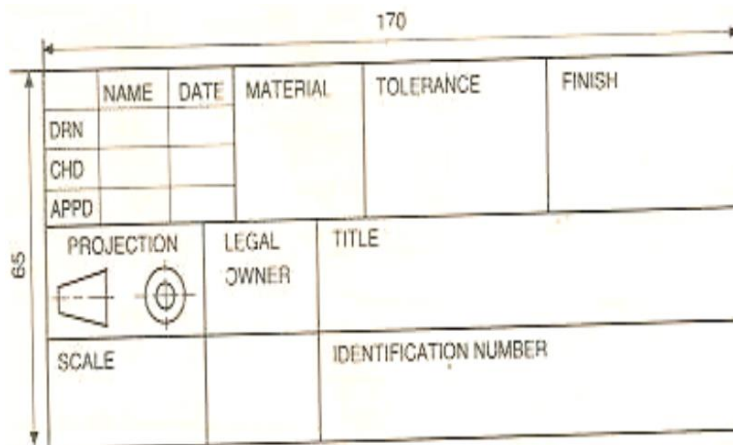 170
NAME DATE MATERIAL TOLERANCE FINISH
DRN
CHD
APPD
65
PROJECTION LEGAL OWNER TITLE
SCALE IDENTIFICATION NUMBER